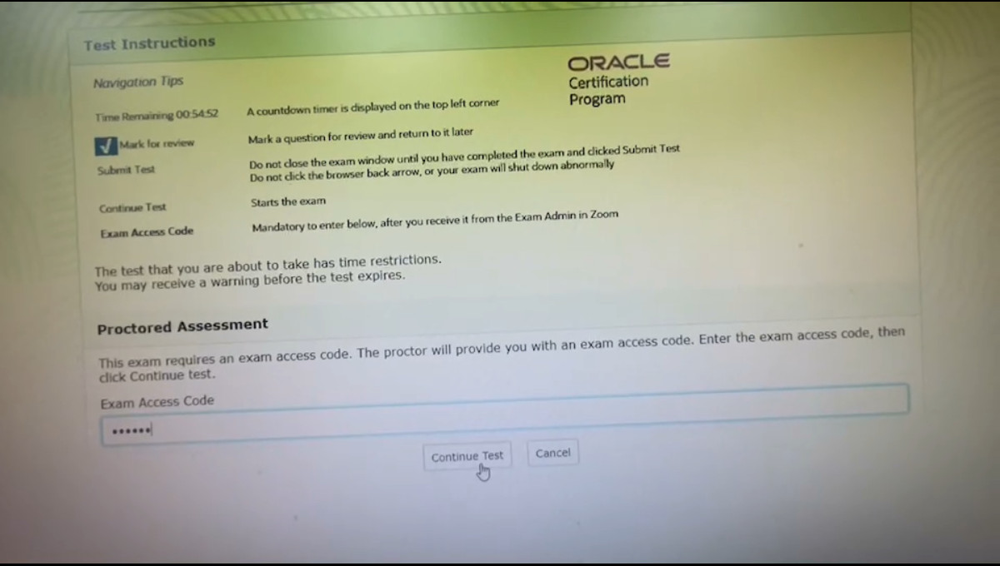 Test Instructions
ORACLE
Certification
Program
Navigation Tips
Time Remaining 00:54:52 A countdown timer is displayed on the top left corner
Mark for review Mark a question for review and return to it later
Submit Test Do not close the exam window until you have completed the exam and clicked Submit Test
Do not click the browser back arrow, or your exam will shut down abnormally
Continue Test Starts the exam
Exam Access Code Mandatory to enter below, after you receive it from the Exam Admin in Zoom
The test that you are about to take has time restrictions.
You may receive a warning before the test expires.
Proctored Assessment
This exam requires an exam access code. The proctor will provide you with an exam access code. Enter the exam access code, then
click Continue test.
Exam Access Code
••••••
Continue Test Cancel